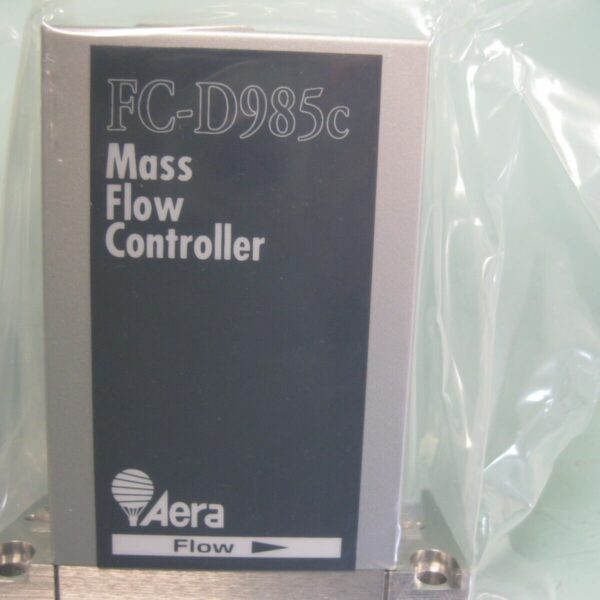 FC-D985c
Mass
Flow
Controller
Aera
Flow